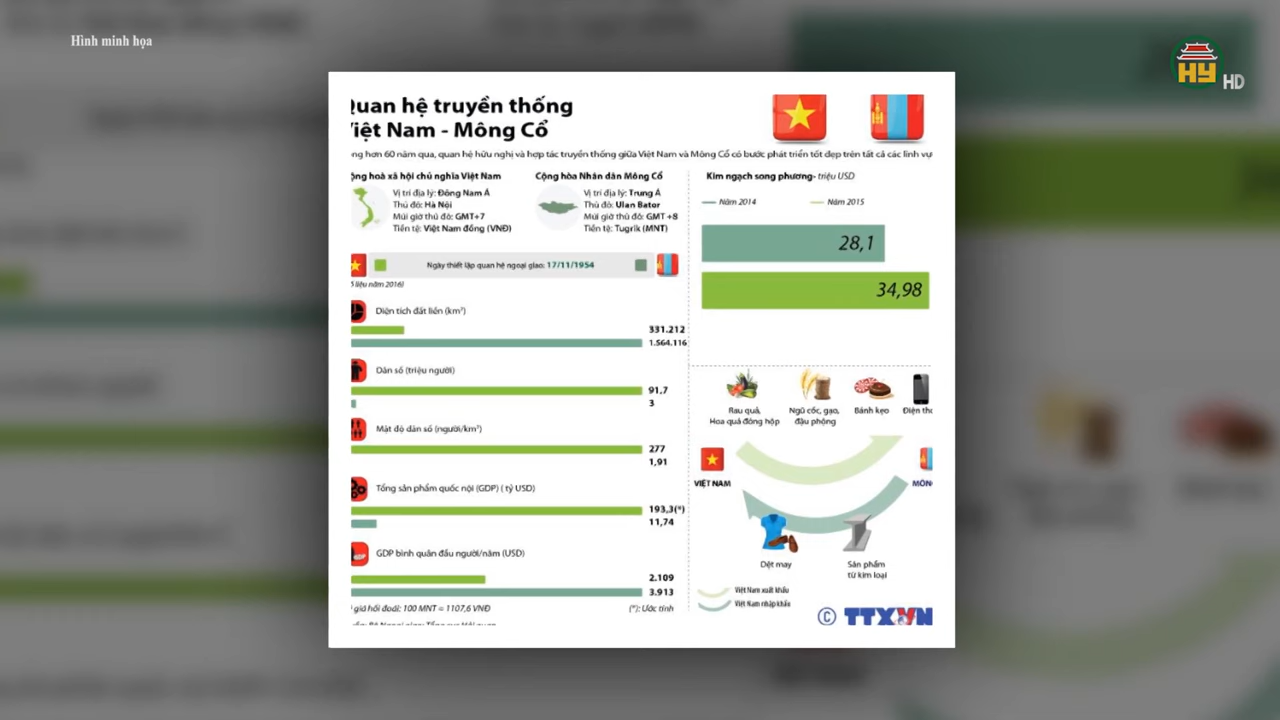 Hình minh họa
HY HD
Quan hệ truyền thống
Việt Nam - Mông Cổ
ng hơn 60 năm qua, quan hệ hữu nghị và hợp tác truyền thống giữa Việt Nam và Mông Cổ có bước phát triển tốt đẹp trên tất cả các lĩnh vự
ộng hoà xã hội chủ nghĩa Việt Nam
Vị trí địa lý: Đông Nam Á
Thủ đô: Hà Nội
Múi giờ thủ đô: GMT+7
Tiền tệ: Việt Nam đồng (VNĐ)
Cộng hòa Nhân dân Mông Cổ
Vị trí địa lý: Trung Á
Thủ đô: Ulan Bator
Múi giờ thủ đô: GMT +8
Tiền tệ: Tugrik (MNT)
Ngày thiết lập quan hệ ngoại giao: 17/11/1954
ố liệu năm 2016)
Diện tích đất liền (km²)
331.212
1.564.116
Dân số (triệu người)
91,7
3
Mật độ dân số (người/km²)
277
1,91
Tổng sản phẩm quốc nội (GDP) ( tỷ USD)
193,3(*)
11,74
GDP bình quân đầu người/năm (USD)
2.109
3.913
giá hối đoái: 100 MNT = 1107,6 VNĐ
(*): Ước tính
Kim ngạch song phương- triệu USD
Năm 2014
Năm 2015
28,1
34,98
Rau quả,
Hoa quả đóng hộp
Ngũ cốc, gạo,
đậu phộng
Bánh kẹo
Điện tho
VIỆT NAM
MÔN
Dệt may
Sản phẩm
từ kim loại
Việt Nam xuất khẩu
Việt Nam nhập khẩu
© TTXVN